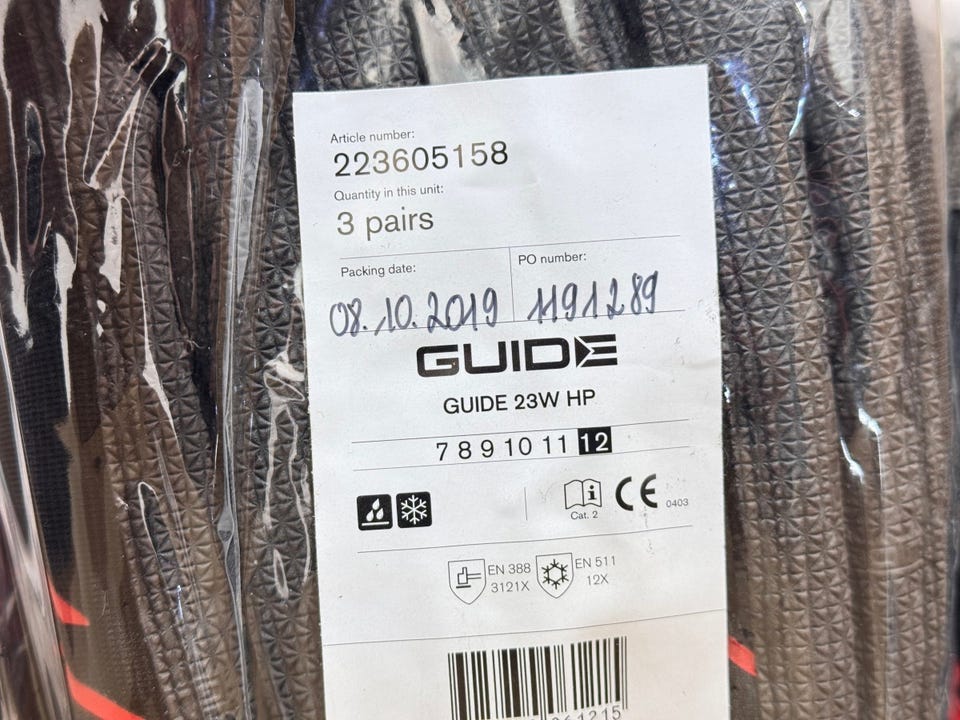 Article number:
223605158
Quantity in this unit:
3 pairs
Packing date:
PO number:
08.10.2019
1191289
GUIDE
GUIDE 23W HP
7 8 9 10 11 12
Cat. 2
CE 0403
EN 388
3121X
EN 511
12X